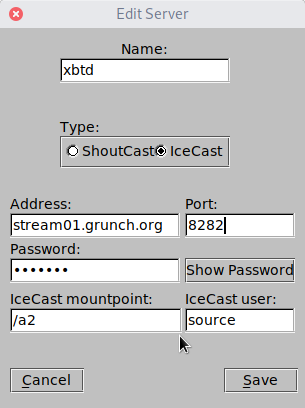 Edit Server
Name:
xbtd
Type:
ShoutCast IceCast
Address: Port:
stream01.grunch.org 8282
Password:
••••••• Show Password
IceCast mountpoint: IceCast user:
/a2 source
Cancel Save